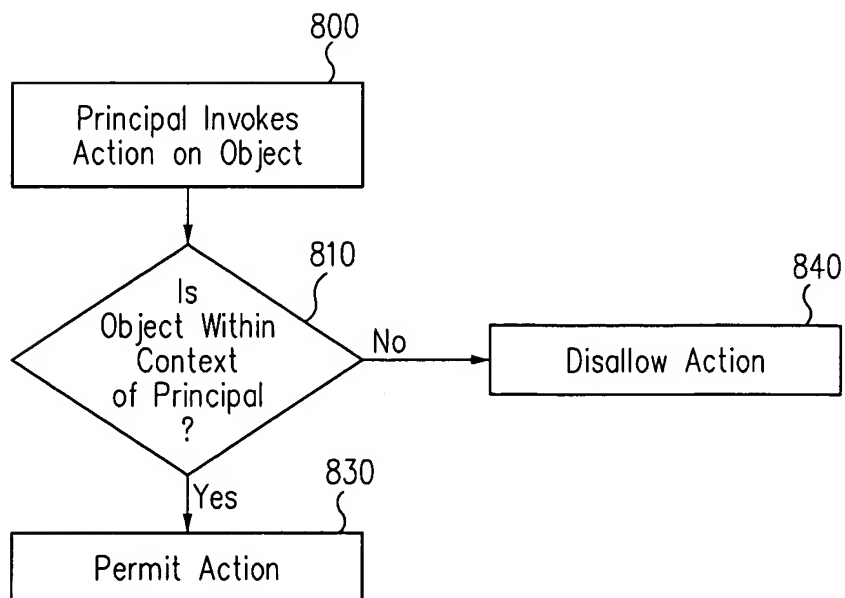 800
Principal Invokes
Action on Object
810
Is
Object Within
Context
of Principal
?
No
840
Disallow Action
Yes
830
Permit Action